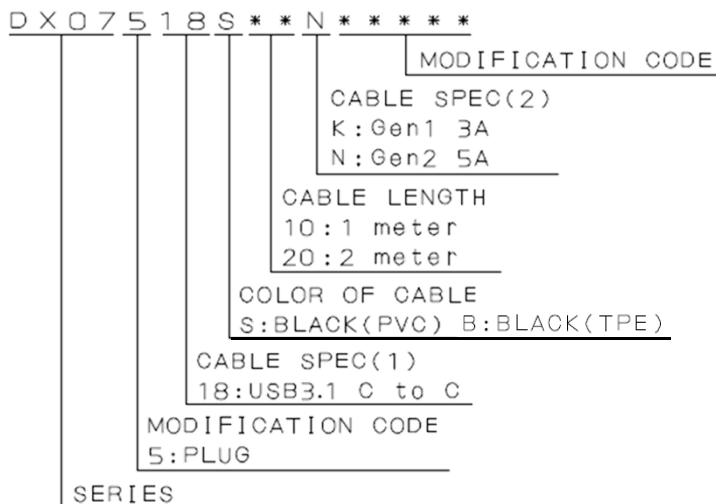 DX07518S**N*****
MODIFICATION CODE
CABLE SPEC(2)
K:Gen1 3A
N:Gen2 5A
CABLE LENGTH
10:1 meter
20:2 meter
COLOR OF CABLE
S:BLACK(PVC) B:BLACK(TPE)
CABLE SPEC(1)
18:USB3.1 C to C
MODIFICATION CODE
5:PLUG
SERIES